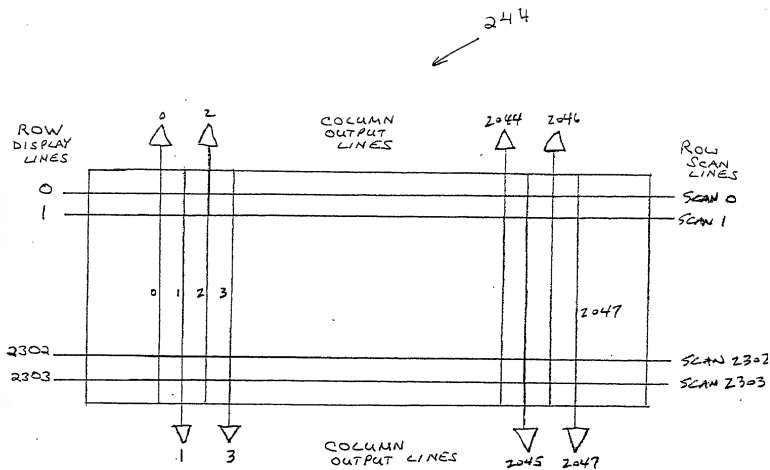 244
0 2 COLUMN OUTPUT LINES 2044 2046
ROW DISPLAY LINES
ROW SCAN LINES
0 SCAN 0
1 SCAN 1
0 1 2 3
2047
2302 SCAN 2302
2303 SCAN 2303
1 3 COLUMN OUTPUT LINES 2045 2047